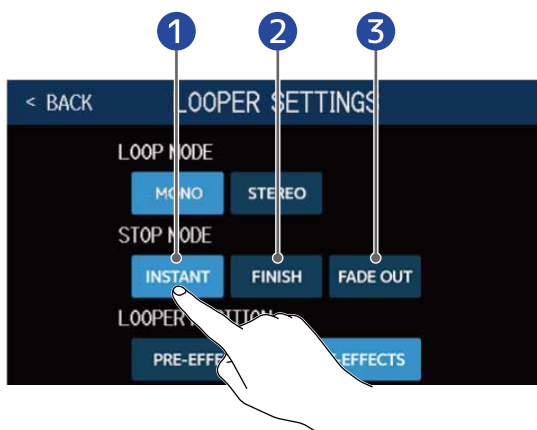 1 2 3
< BACK LOOPER SETTINGS
LOOP MODE
MONO STEREO
STOP MODE
INSTANT FINISH FADE OUT
LOOPER
PRE-EFFE -EFFECTS